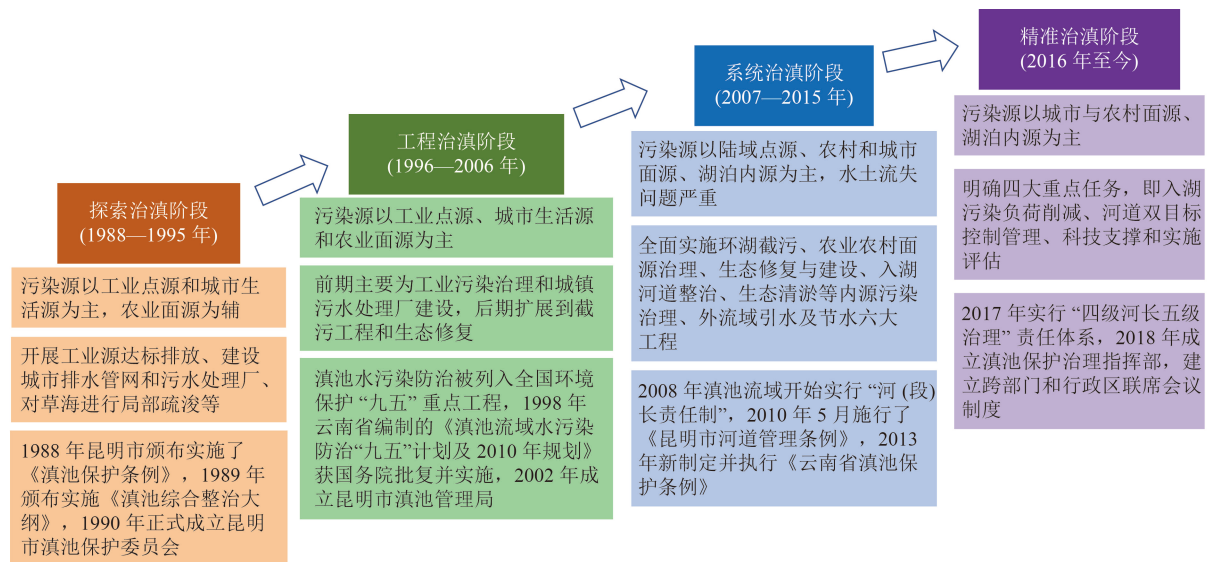 探索治滇阶段
(1988—1995 年)
污染源以工业点源和城市生
活源为主，农业面源为辅
开展工业源达标排放、建设
城市排水管网和污水处理厂、
对草海进行局部疏浚等
1988 年昆明市颁布实施了
《滇池保护条例》，1989 年
颁布实施《滇池综合整治大
纲》，1990 年正式成立昆明
市滇池保护委员会
工程治滇阶段
(1996—2006 年)
污染源以工业点源、城市生活源
和农业面源为主
前期主要为工业污染治理和城镇
污水处理厂建设，后期扩展到截
污工程和生态修复
滇池水污染防治被列入全国环境
保护 “九五” 重点工程，1998 年
云南省编制的《滇池流域水污染
防治“九五”计划及 2010 年规划》
获国务院批复并实施，2002 年成
立昆明市滇池管理局
系统治滇阶段
(2007—2015 年)
污染源以陆域点源、农村和城市
面源、湖泊内源为主，水土流失
问题严重
全面实施环湖截污、农业农村面
源治理、生态修复与建设、入湖
河道整治、生态清淤等内源污染
治理、外流域引水及节水六大
工程
2008 年滇池流域开始实行 “河 (段)
长责任制”，2010 年 5 月施行了
《昆明市河道管理条例》，2013
年新制定并执行《云南省滇池保
护条例》
精准治滇阶段
(2016 年至今)
污染源以城市与农村面源、
湖泊内源为主
明确四大重点任务，即入湖
污染负荷削减、河道双目标
控制管理、科技支撑和实施
评估
2017 年实行 “四级河长五级
治理” 责任体系，2018 年成
立滇池保护治理指挥部，建
立跨部门和行政区联席会议
制度